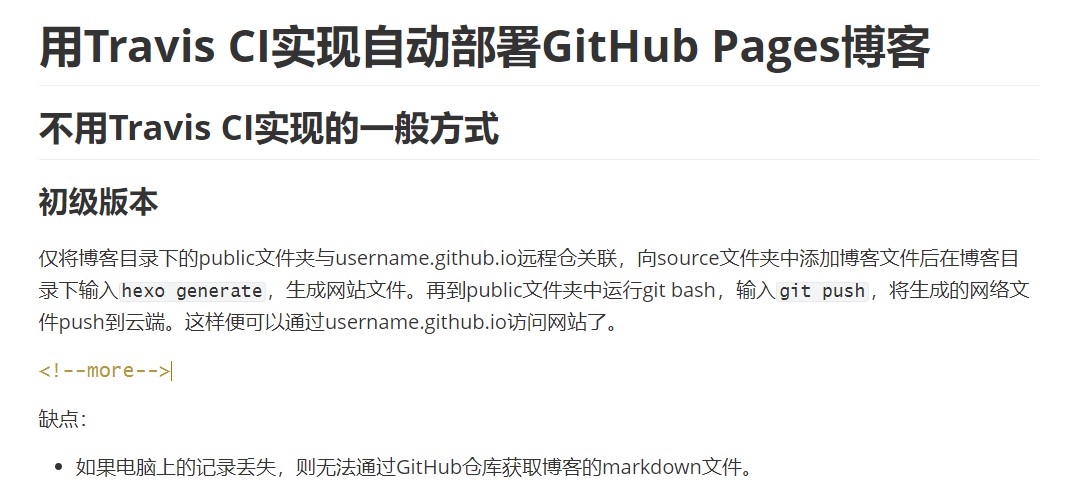 用Travis CI实现自动部署GitHub Pages博客
不用Travis CI实现的一般方式
初级版本
仅将博客目录下的public文件夹与username.github.io远程仓关联，向source文件夹中添加博客文件后在博客目
录下输入hexo generate，生成网站文件。再到public文件夹中运行git bash，输入git push，将生成的网络文
件push到云端。这样便可以通过username.github.io访问网站了。
<!--more-->
缺点：
• 如果电脑上的记录丢失，则无法通过GitHub仓库获取博客的markdown文件。